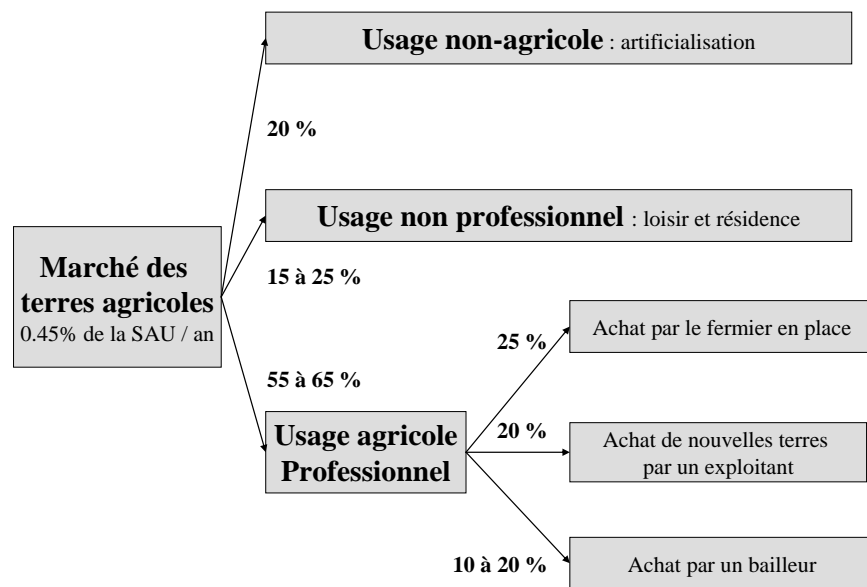 Usage non-agricole : artificialisation
20 %
Usage non professionnel : loisir et résidence
Marché des
terres agricoles
0.45% de la SAU / an
15 à 25 %
55 à 65 %
Usage agricole
Professionnel
25 %
Achat par le fermier en place
20 %
Achat de nouvelles terres
par un exploitant
10 à 20 %
Achat par un bailleur